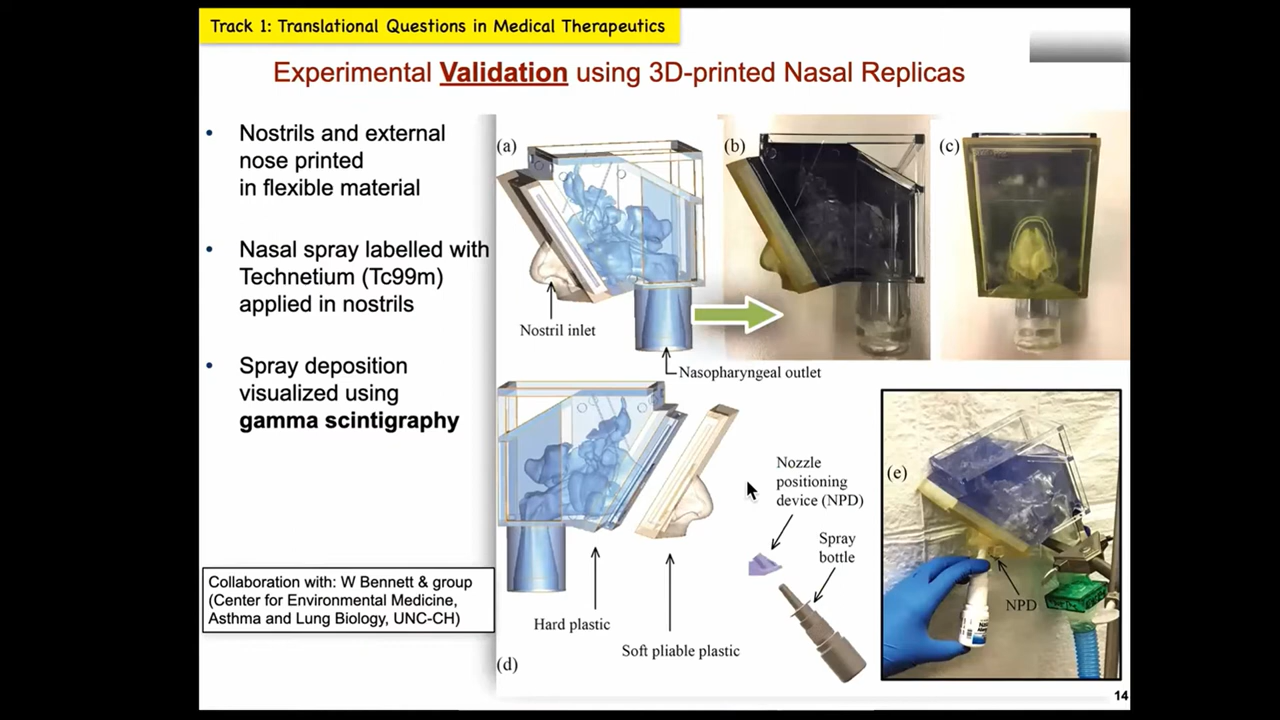 Track 1: Translational Questions in Medical Therapeutics
Experimental Validation using 3D-printed Nasal Replicas
• Nostrils and external
nose printed
in flexible material
• Nasal spray labelled with
Technetium (Tc99m)
applied in nostrils
• Spray deposition
visualized using
gamma scintigraphy
Collaboration with: W Bennett & group
(Center for Environmental Medicine,
Asthma and Lung Biology, UNC-CH)
(a)
(b)
(c)
Nostril inlet
Nasopharyngeal outlet
Nozzle
positioning
device (NPD)
Spray
bottle
Hard plastic
Soft pliable plastic
(d)
(e)
NPD
14